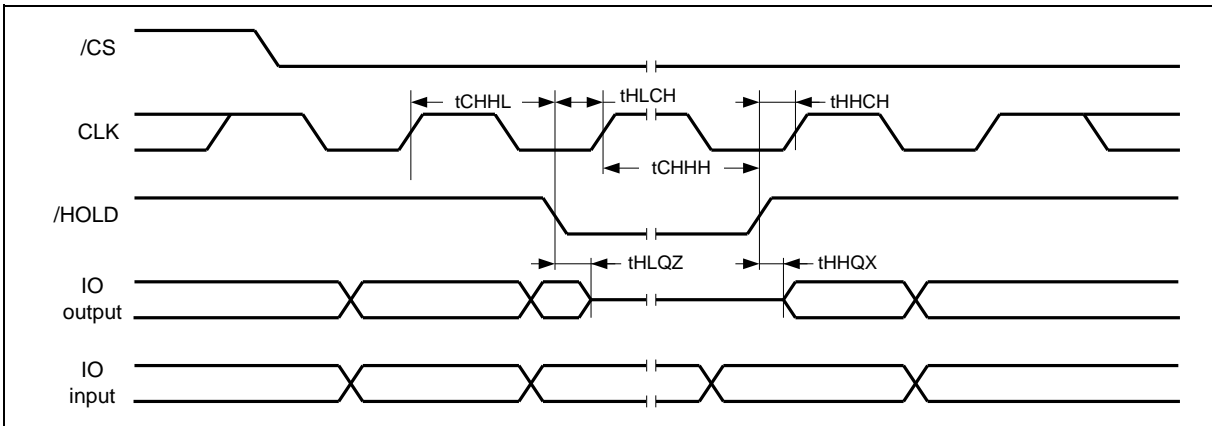 /CS
tCHHL
tHLCH
tHHCH
CLK
tCHHH
/HOLD
tHLQZ
tHHQX
IO
output
IO
input